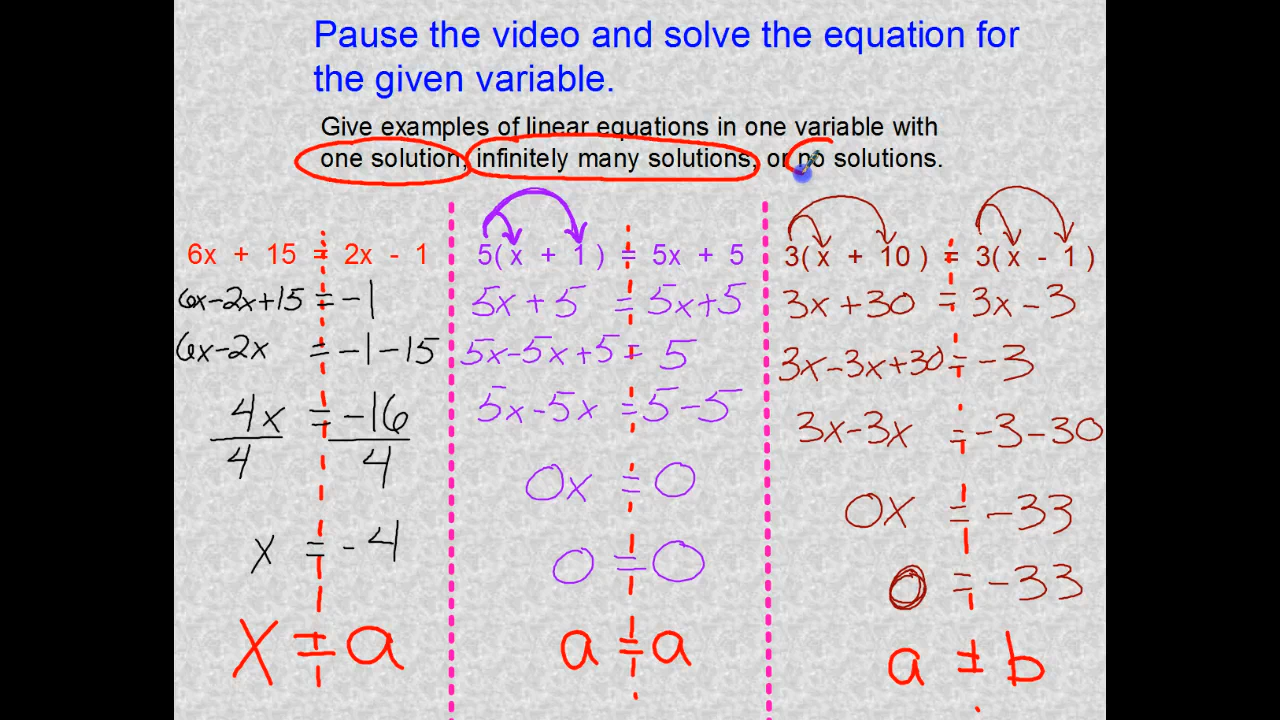 Pause the video and solve the equation for
the given variable.
Give examples of linear equations in one variable with
one solution, infinitely many solutions, or no solutions.
6x + 15 = 2x - 1
6x-2x+15 = -1
6x-2x = -1-15
4x = -16
4 4
x = -4
x = a
5( x + 1 ) = 5x + 5
5x + 5 = 5x+5
5x-5x+5 = 5
5x-5x = 5-5
0x = 0
0 = 0
a = a
3( x + 10 ) = 3( x - 1 )
3x + 30 = 3x - 3
3x-3x+30 = -3
3x-3x = -3-30
0x = -33
0 = -33
a = b